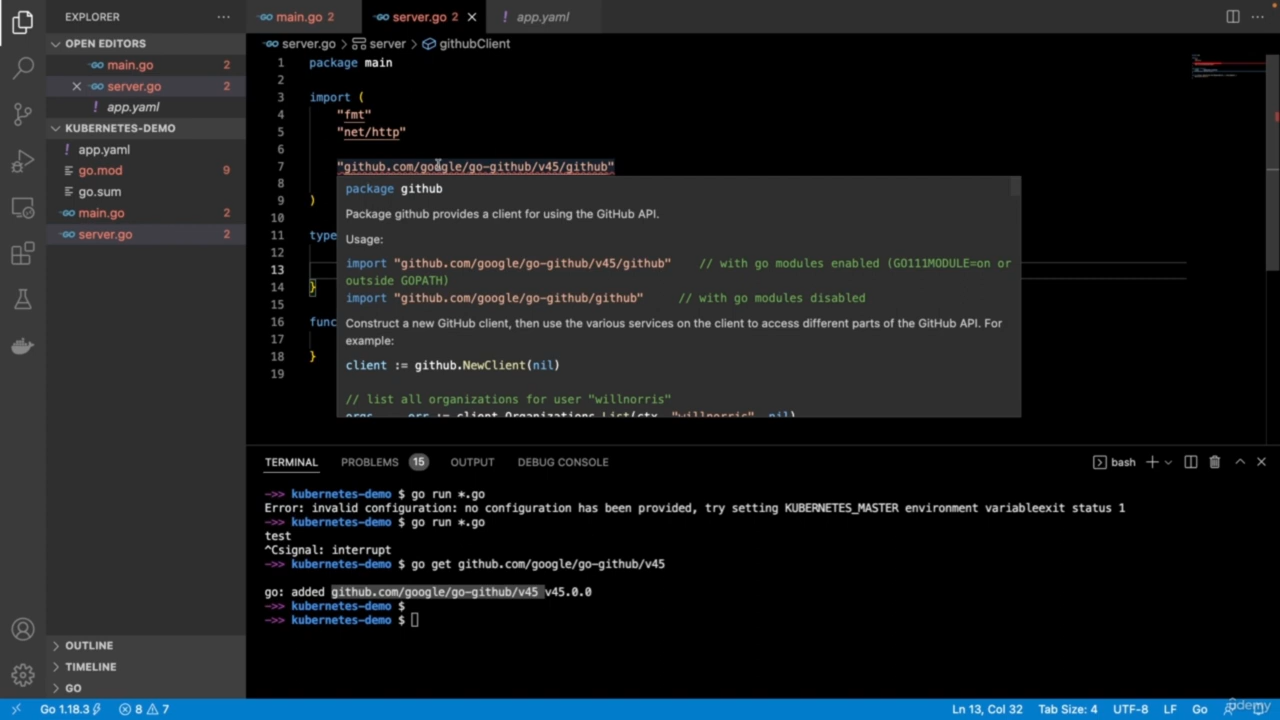 EXPLORER
OPEN EDITORS
main.go 2
server.go 2
! app.yaml
KUBERNETES-DEMO
! app.yaml
go.mod 9
go.sum
main.go 2
server.go 2
OUTLINE
TIMELINE
GO
main.go 2
server.go 2
! app.yaml
server.go > server > githubClient
1 package main
2
3 import (
4 "fmt"
5 "net/http"
6
7 "github.com/google/go-github/v45/github"
8
9 )
10
11 type
12
13
14 }
15
16 func
17
18 }
19
package github
Package github provides a client for using the GitHub API.
Usage:
import "github.com/google/go-github/v45/github" // with go modules enabled (GO111MODULE=on or
outside GOPATH)
import "github.com/google/go-github/github" // with go modules disabled
Construct a new GitHub client, then use the various services on the client to access different parts of the GitHub API. For
example:
client := github.NewClient(nil)
// list all organizations for user "willnorris"
orgs, _, err := client.Organizations.List(ctx, "willnorris", nil)
TERMINAL PROBLEMS 15 OUTPUT DEBUG CONSOLE
bash
->> kubernetes-demo $ go run *.go
Error: invalid configuration: no configuration has been provided, try setting KUBERNETES_MASTER environment variableexit status 1
->> kubernetes-demo $ go run *.go
test
^Csignal: interrupt
->> kubernetes-demo $ go get github.com/google/go-github/v45
go: added github.com/google/go-github/v45 v45.0.0
->> kubernetes-demo $
->> kubernetes-demo $
Go 1.18.3 8 7
Ln 13, Col 32 Tab Size: 4 UTF-8 LF Go
udemy